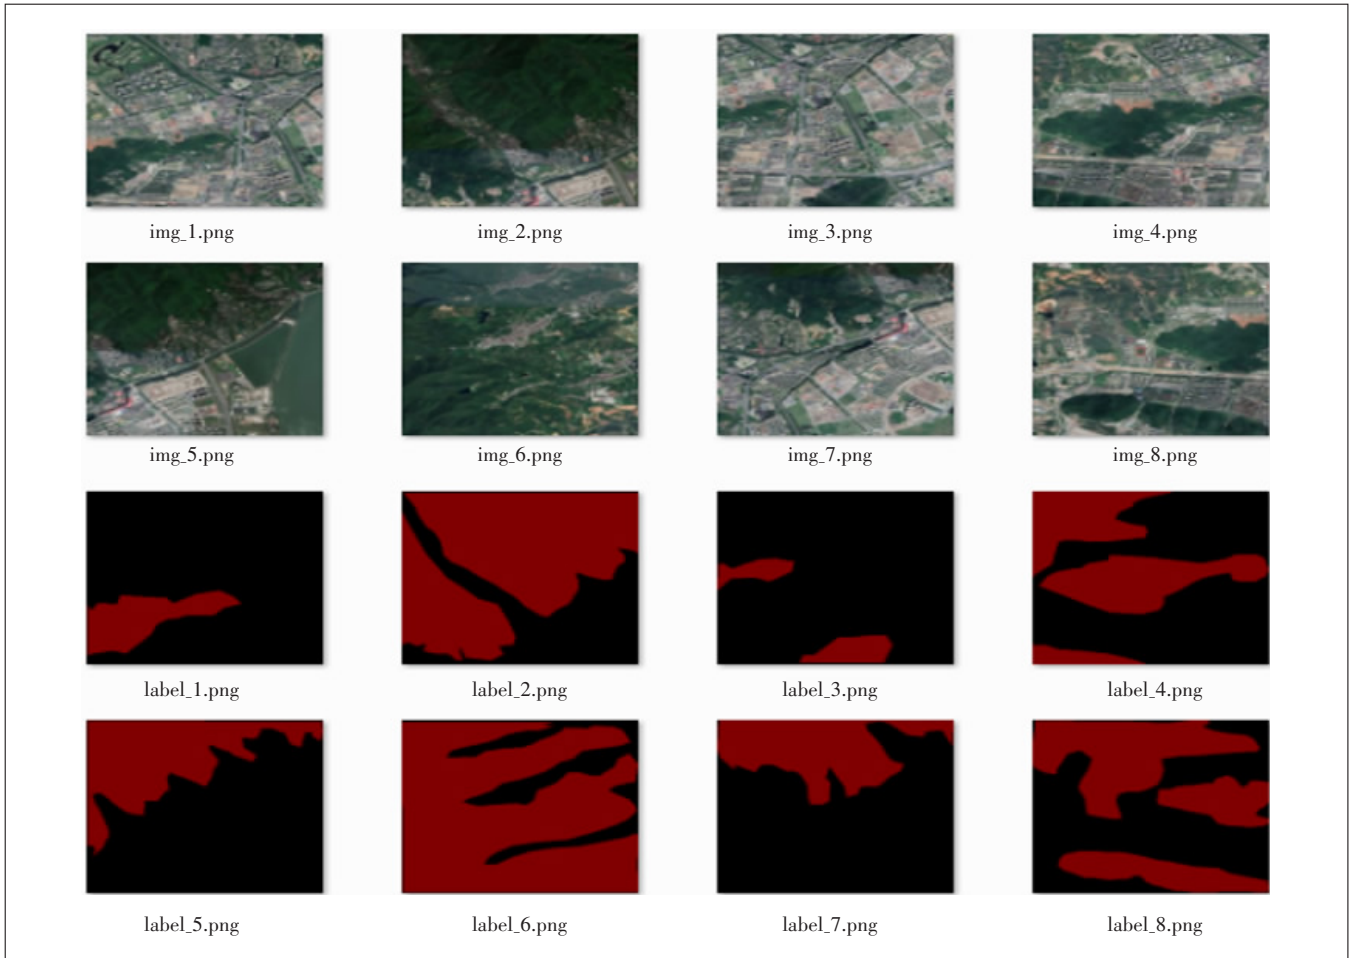 img_1.png img_2.png img_3.png img_4.png
img_5.png img_6.png img_7.png img_8.png
label_1.png label_2.png label_3.png label_4.png
label_5.png label_6.png label_7.png label_8.png